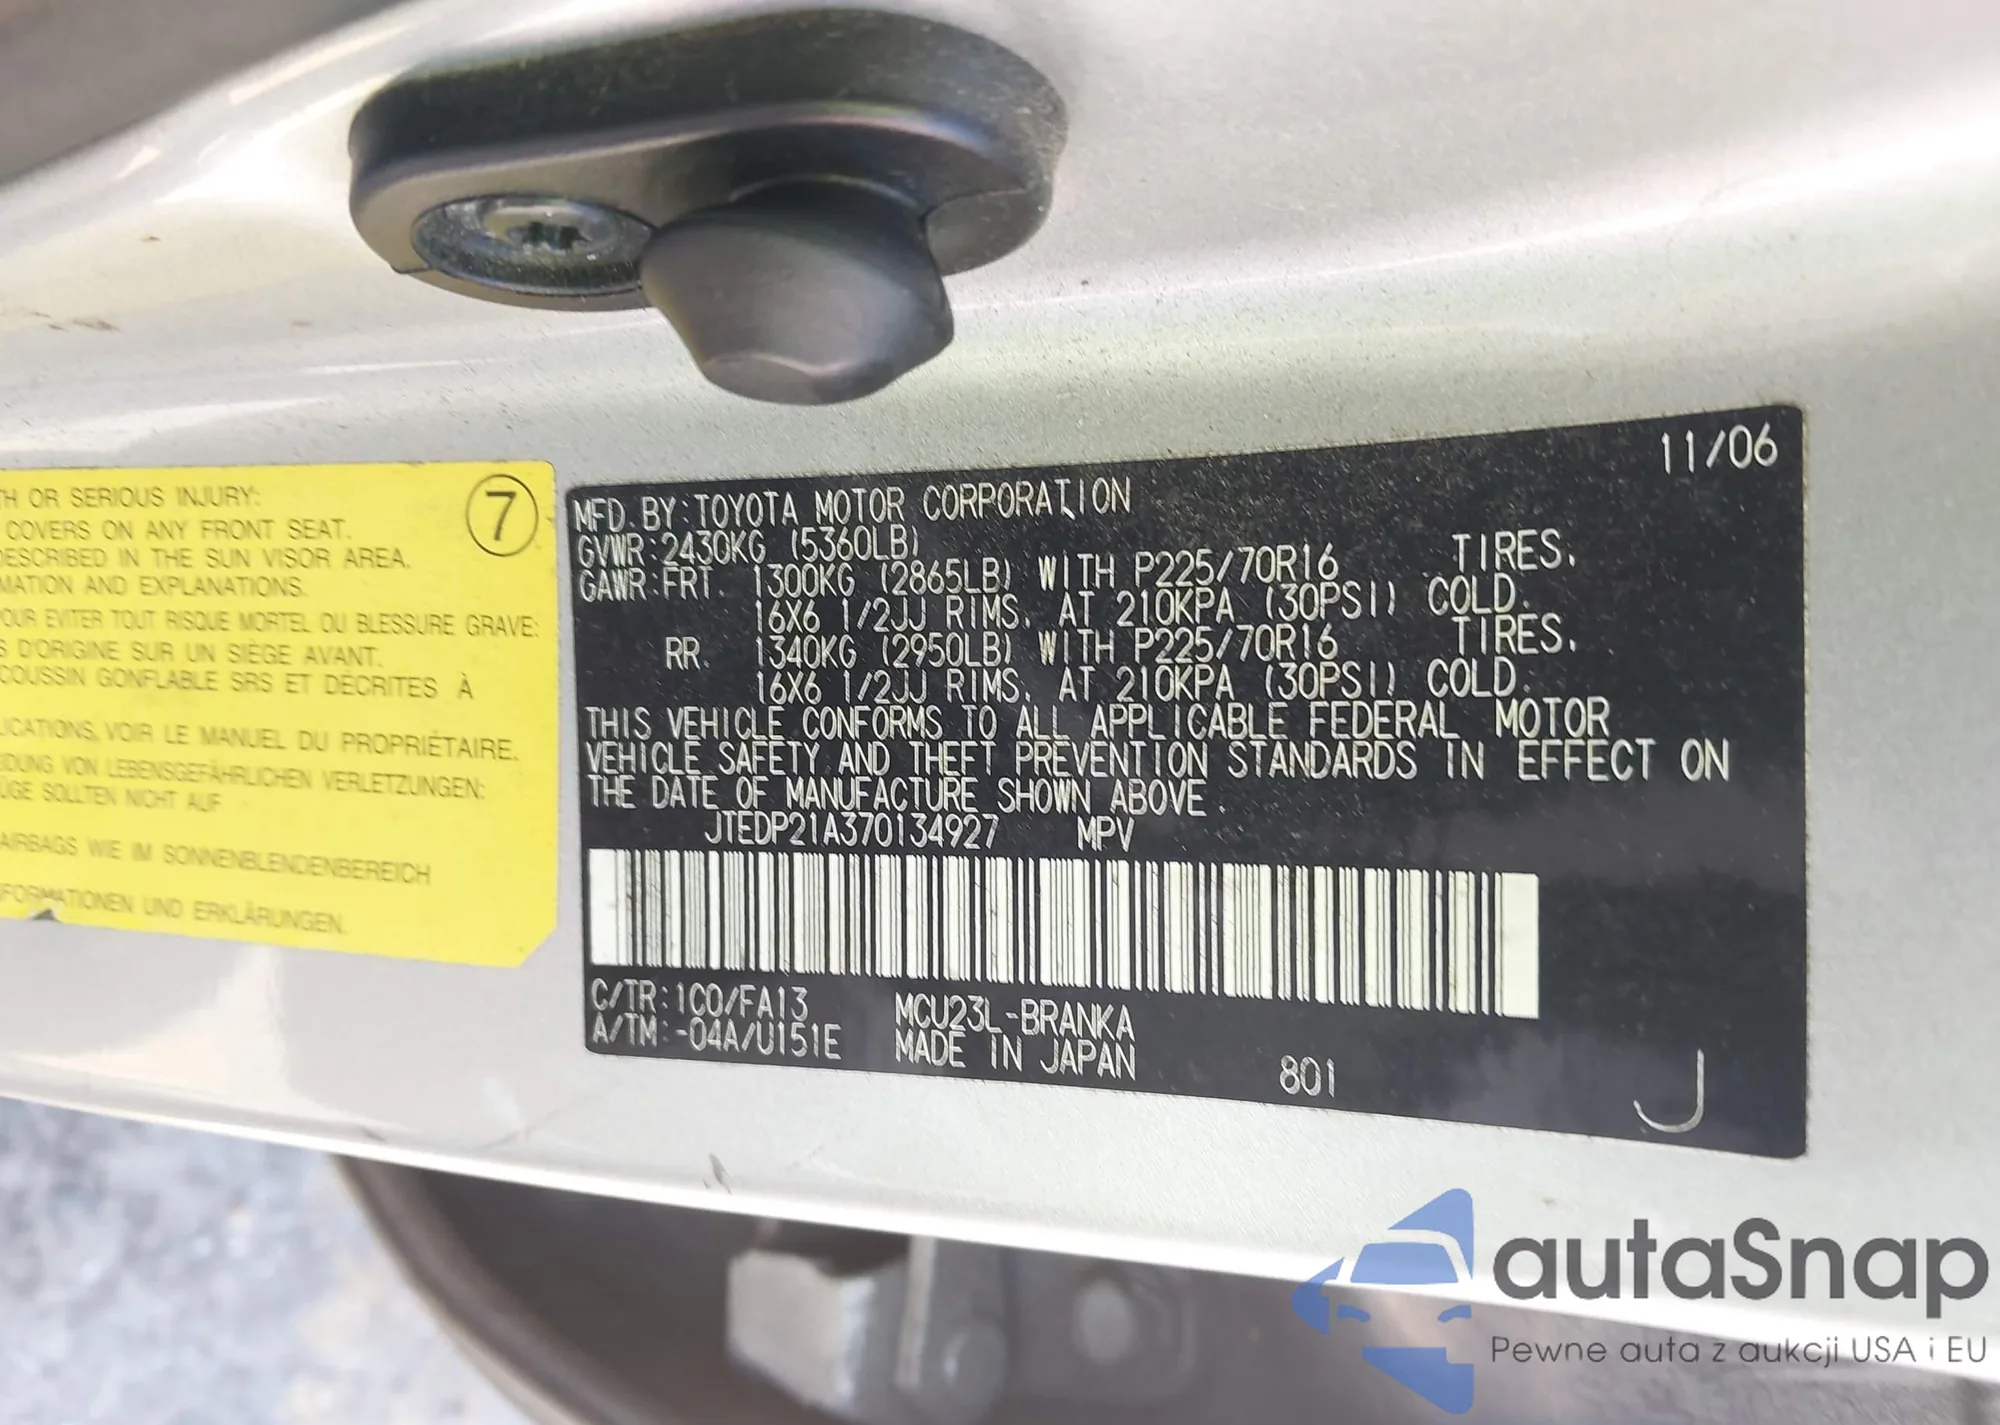 TH OR SERIOUS INJURY:
COVERS ON ANY FRONT SEAT.
DESCRIBED IN THE SUN VISOR AREA.
MATION AND EXPLANATIONS.
POUR EVITER TOUT RISQUE MORTEL OU BLESSURE GRAVE:
S D'ORIGINE SUR UN SIÈGE AVANT.
COUSSIN GONFLABLE SRS ET DÉCRITES À
LICATIONS, VOIR LE MANUEL DU PROPRIÉTAIRE.
EIDUNG VON LEBENSGEFÄHRLICHEN VERLETZUNGEN:
ÜGE SOLLTEN NICHT AUF
AIRBAGS WIE IM SONNENBLENDENBEREICH
NFORMATIONEN UND ERKLÄRUNGEN.
7
11/06
MFD. BY: TOYOTA MOTOR CORPORATION
GVWR: 2430KG (5360LB)
GAWR: FRT. 1300KG (2865LB) WITH P225/70R16 TIRES.
16X6 1/2JJ RIMS. AT 210KPA (30PSI) COLD.
RR. 1340KG (2950LB) WITH P225/70R16 TIRES.
16X6 1/2JJ RIMS. AT 210KPA (30PSI) COLD.
THIS VEHICLE CONFORMS TO ALL APPLICABLE FEDERAL MOTOR
VEHICLE SAFETY AND THEFT PREVENTION STANDARDS IN EFFECT ON
THE DATE OF MANUFACTURE SHOWN ABOVE.
JTEDP21A370134927 MPV
C/TR: 1C0/FA13 MCU23L-BRANKA
A/TM: -04A/U151E MADE IN JAPAN
801
J
autaSnap
Pewne auta z aukcji USA i EU